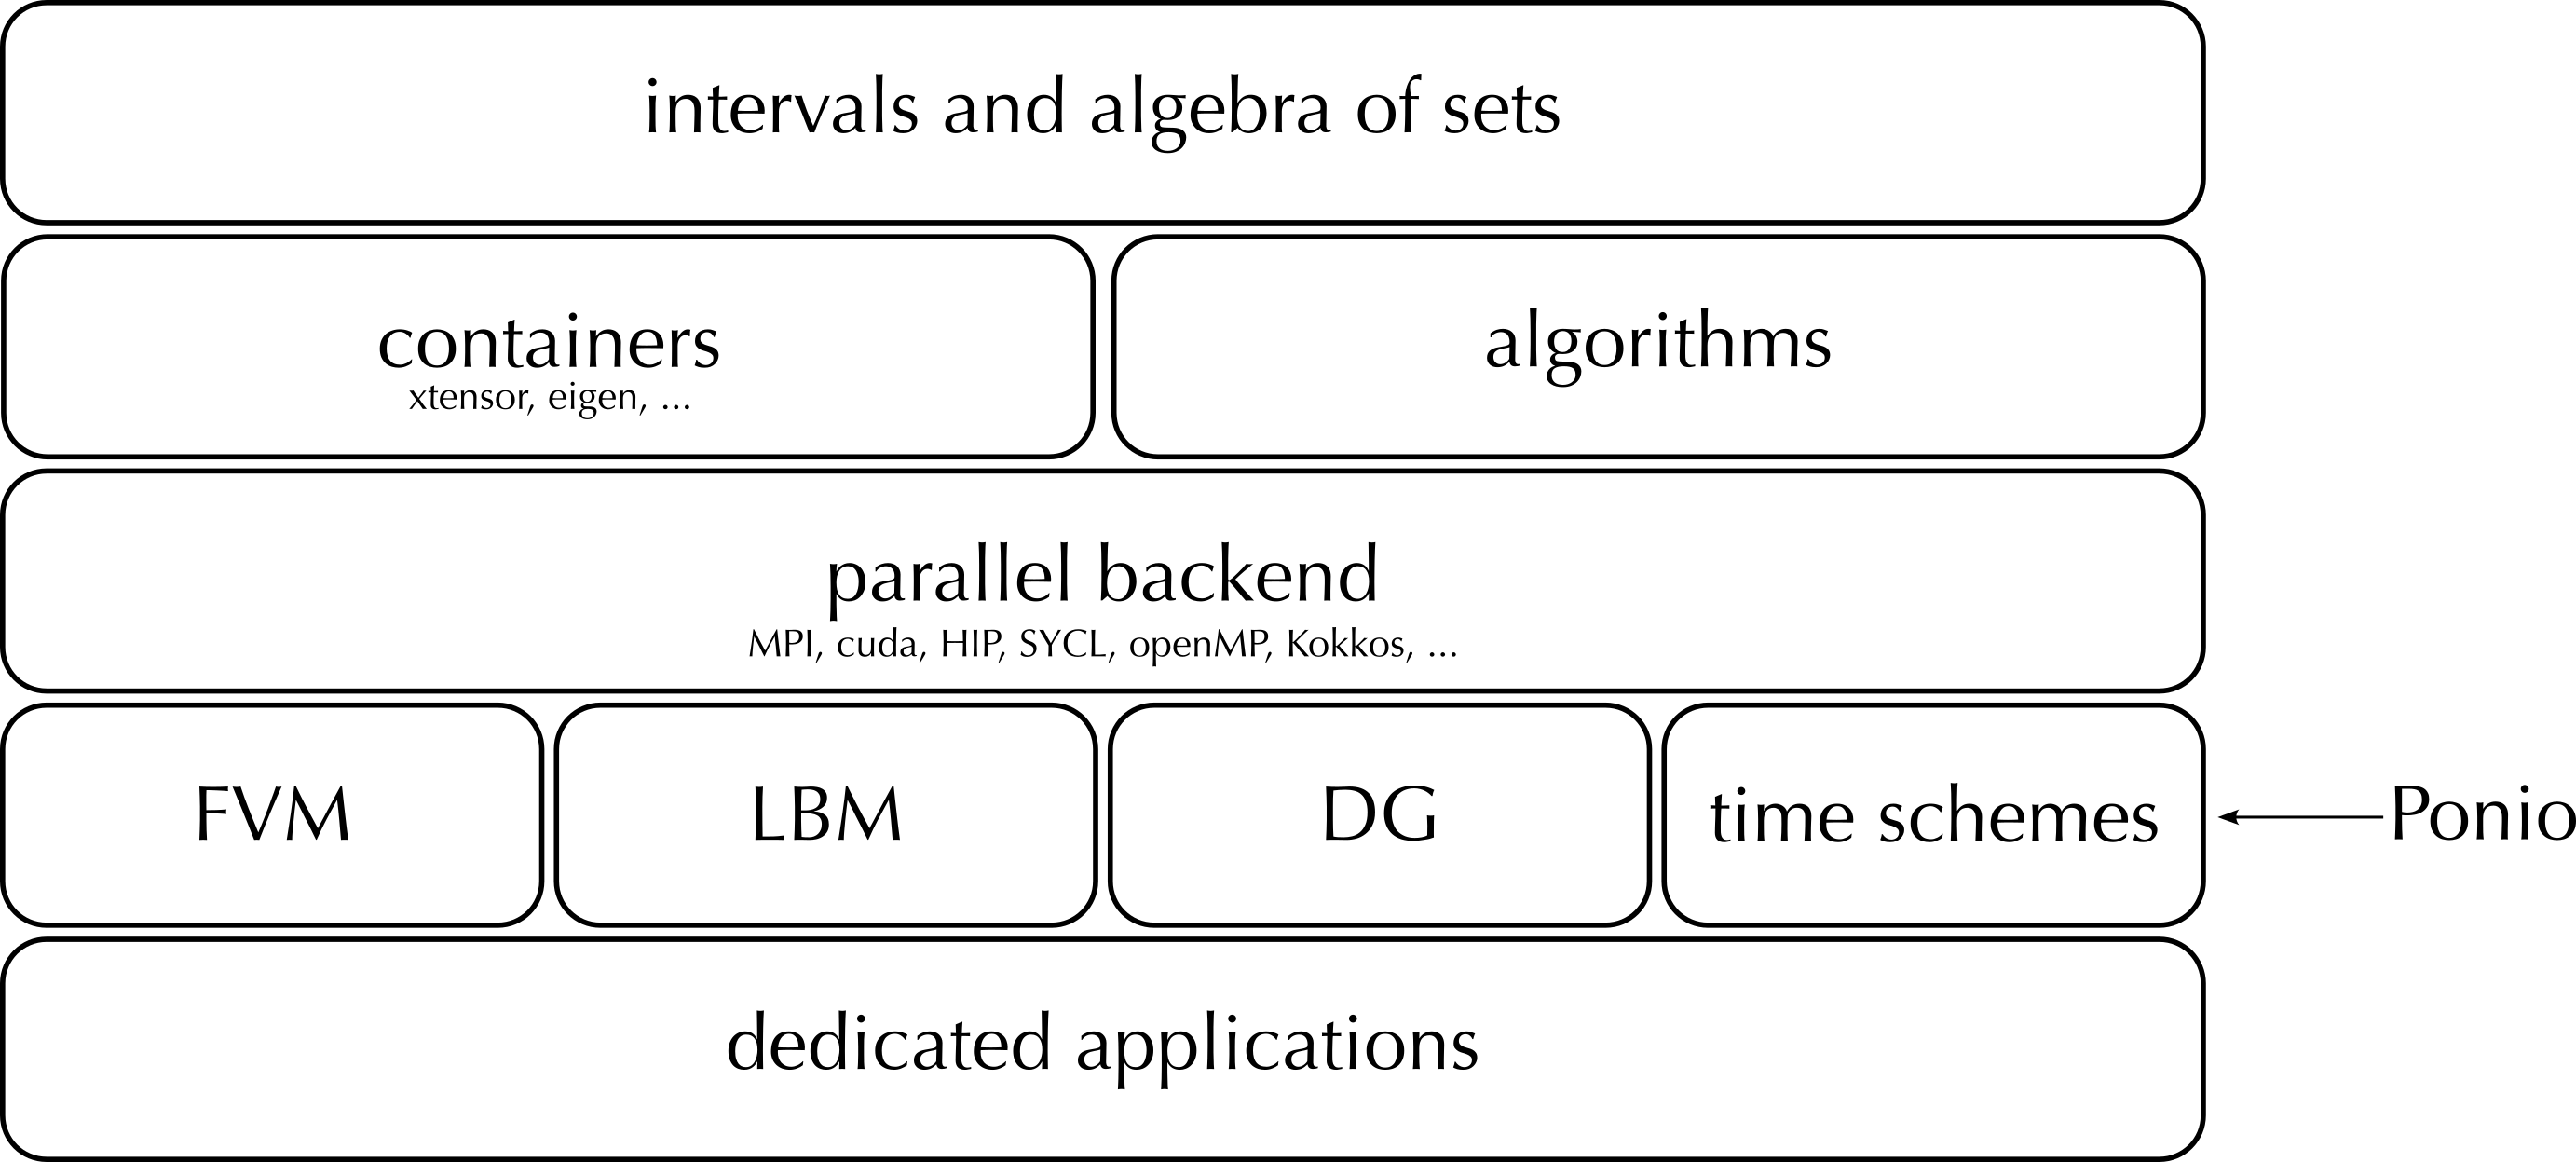 intervals and algebra of sets
containers
xtensor, eigen, ...
algorithms
parallel backend
MPI, cuda, HIP, SYCL, openMP, Kokkos, ...
FVM
LBM
DG
time schemes
Ponio
dedicated applications